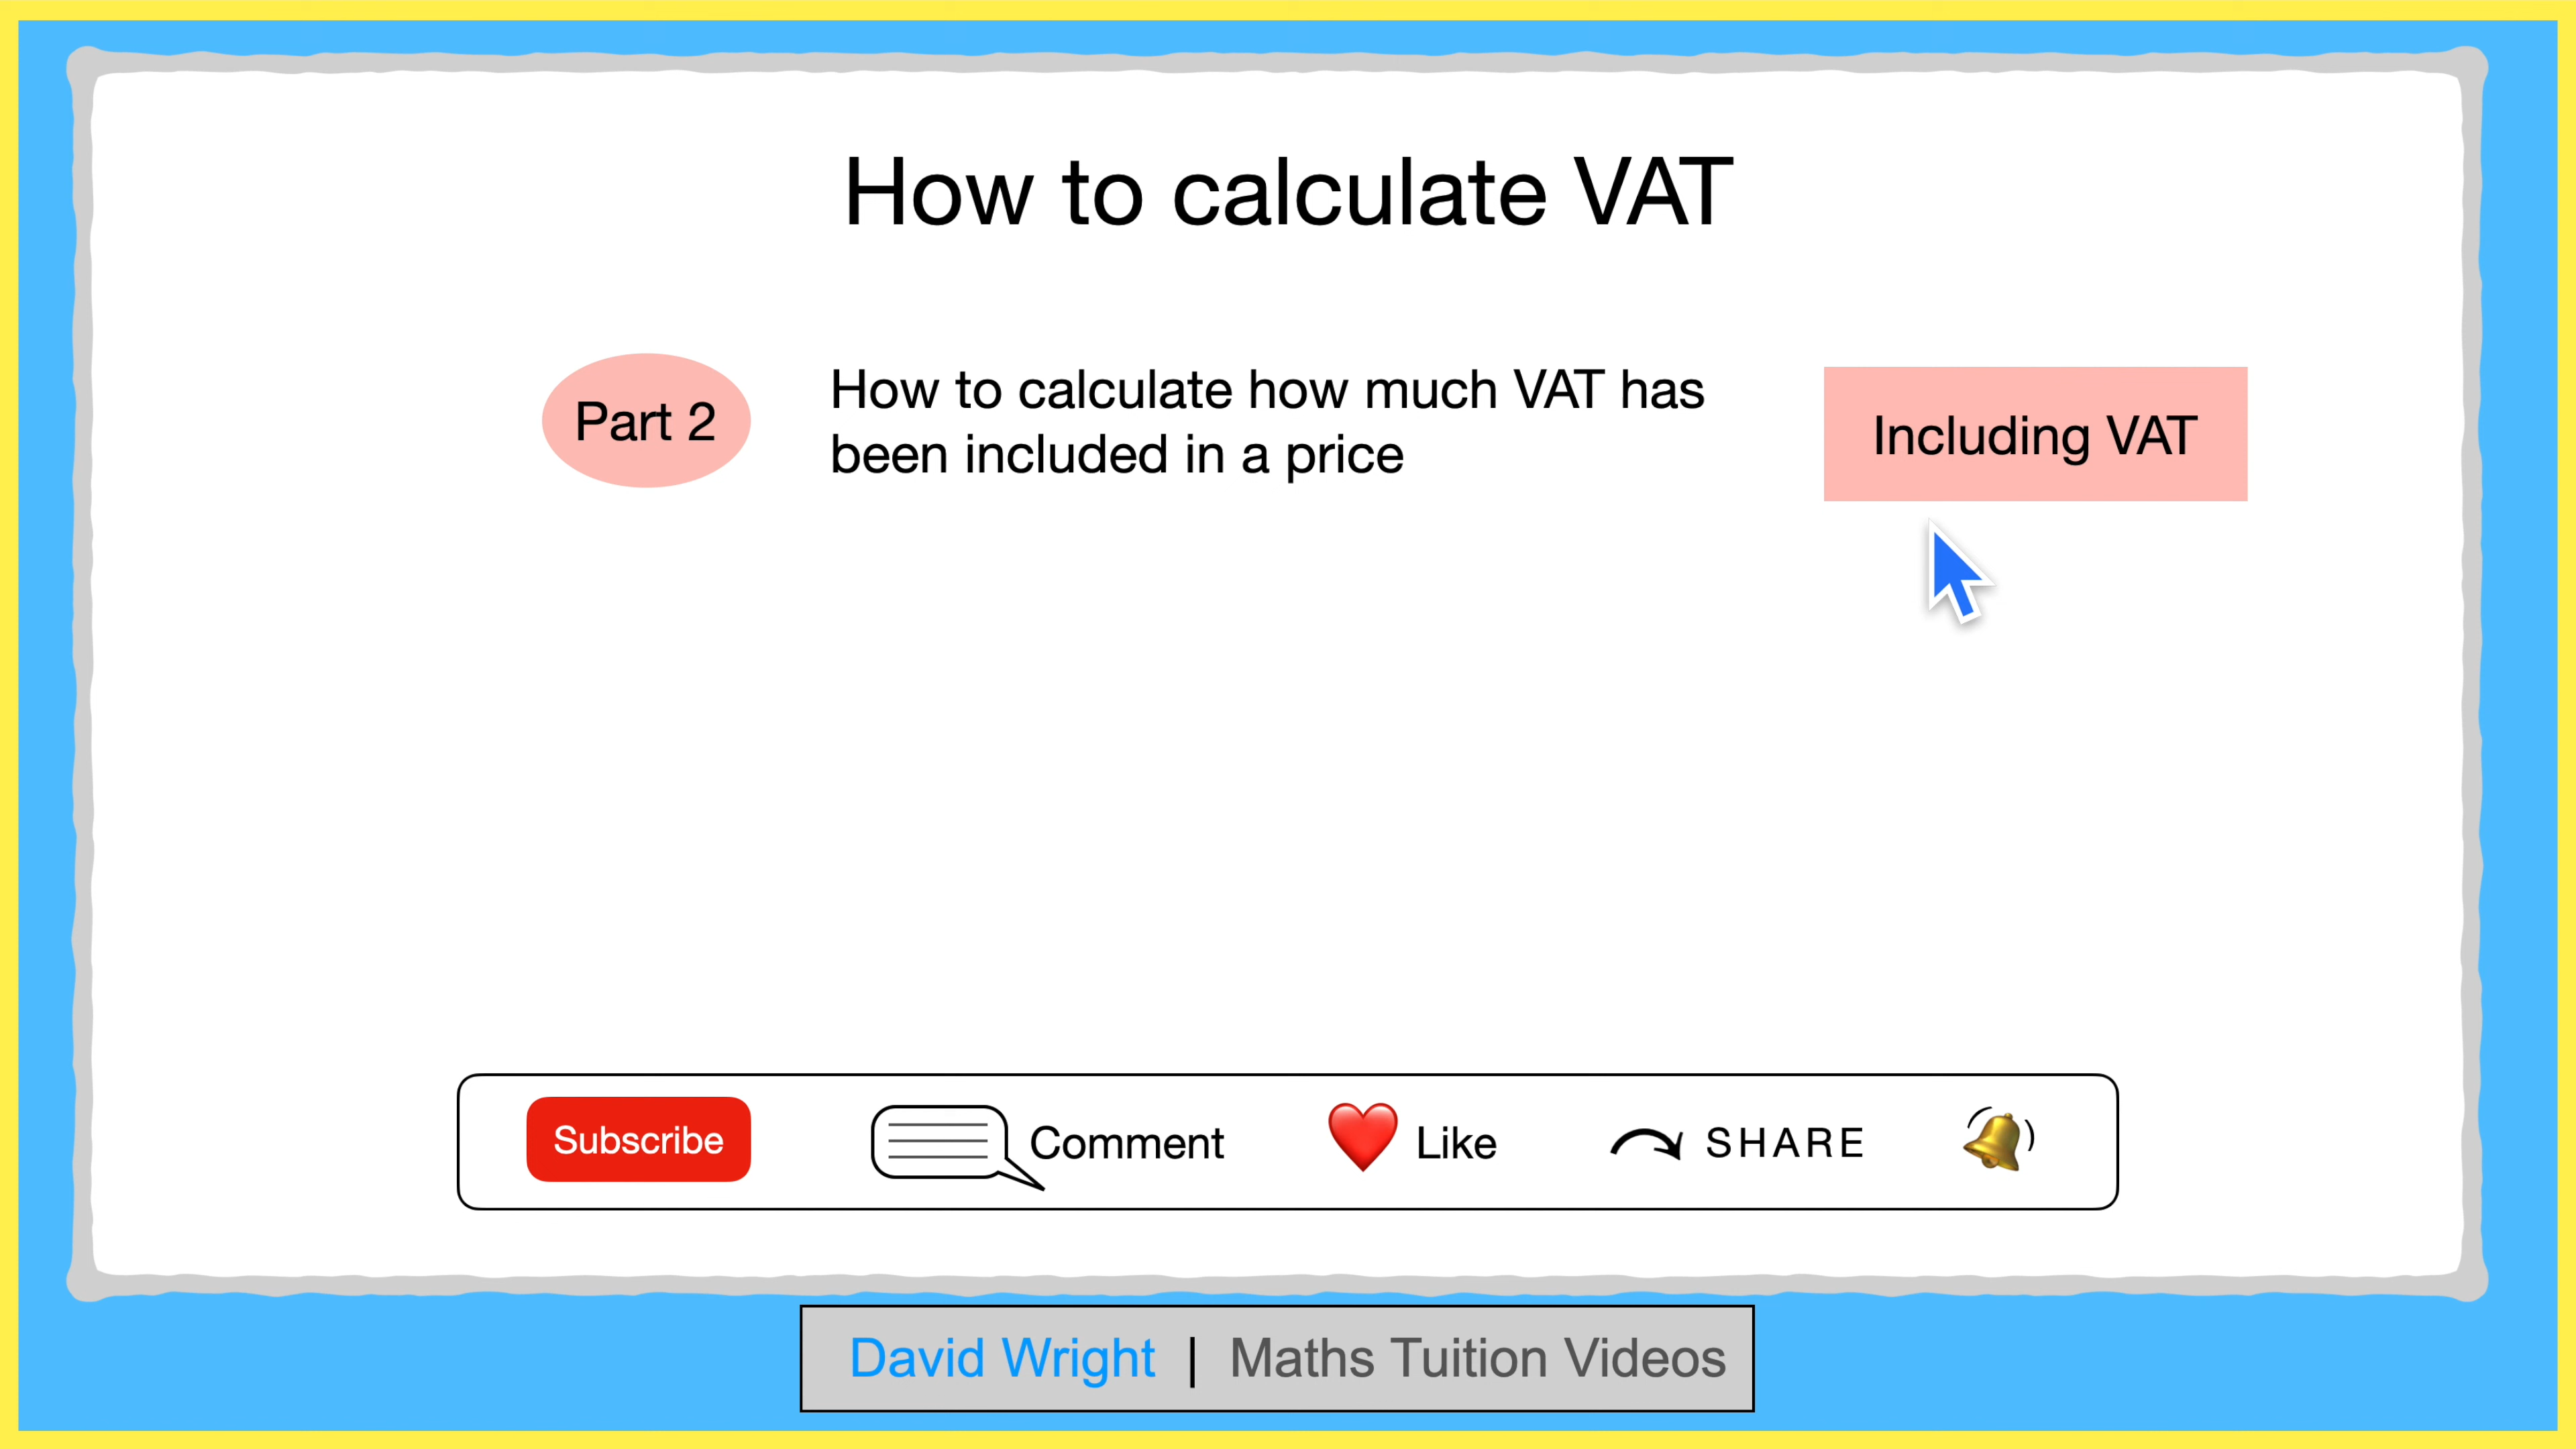 How to calculate VAT
Part 2
How to calculate how much VAT has
been included in a price
Including VAT
Subscribe
Comment
Like
SHARE
David Wright | Maths Tuition Videos